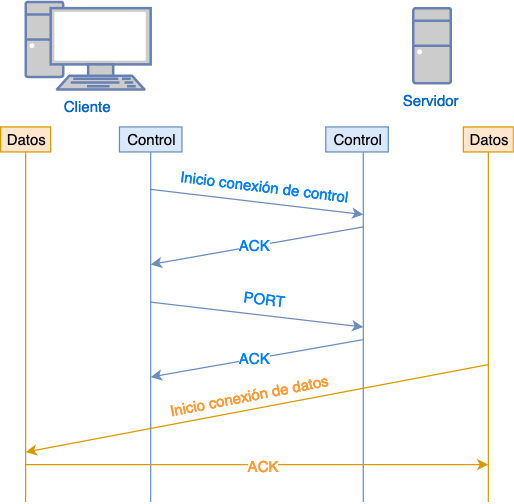 Cliente
Servidor
Datos
Control
Control
Datos
Inicio conexión de control
ACK
PORT
ACK
Inicio conexión de datos
ACK